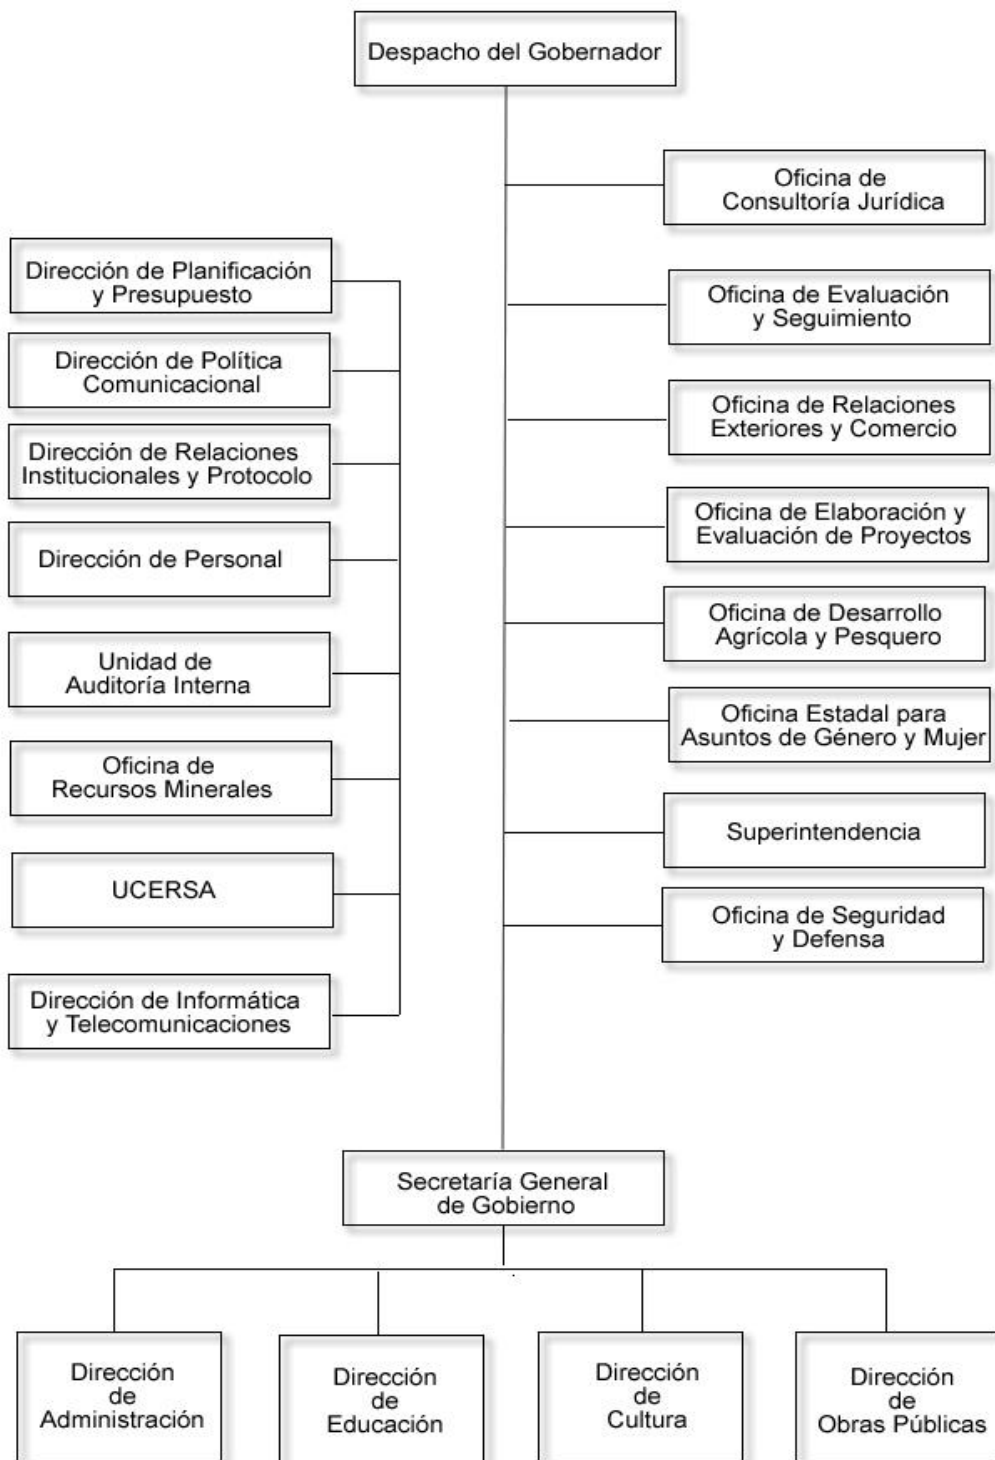 Despacho del Gobernador
Oficina de
Consultoría Jurídica
Oficina de Evaluación
y Seguimiento
Oficina de Relaciones
Exteriores y Comercio
Oficina de Elaboración y
Evaluación de Proyectos
Oficina de Desarrollo
Agrícola y Pesquero
Oficina Estadal para
Asuntos de Género y Mujer
Superintendencia
Oficina de Seguridad
y Defensa
Dirección de Planificación
y Presupuesto
Dirección de Política
Comunicacional
Dirección de Relaciones
Institucionales y Protocolo
Dirección de Personal
Unidad de
Auditoría Interna
Oficina de
Recursos Minerales
UCERSA
Dirección de Informática
y Telecomunicaciones
Secretaría General
de Gobierno
Dirección
de
Administración
Dirección
de
Educación
Dirección
de
Cultura
Dirección
de
Obras Públicas